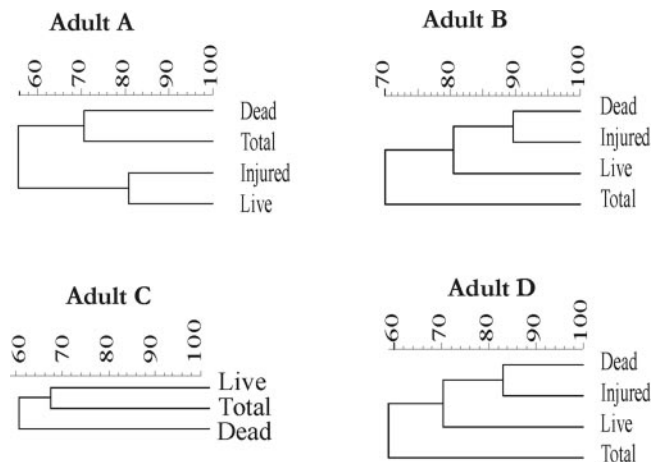 Adult A
60 70 80 90 100
Dead
Total
Injured
Live
Adult B
70 80 90 100
Dead
Injured
Live
Total
Adult C
60 70 80 90 100
Live
Total
Dead
Adult D
60 70 80 90 100
Dead
Injured
Live
Total